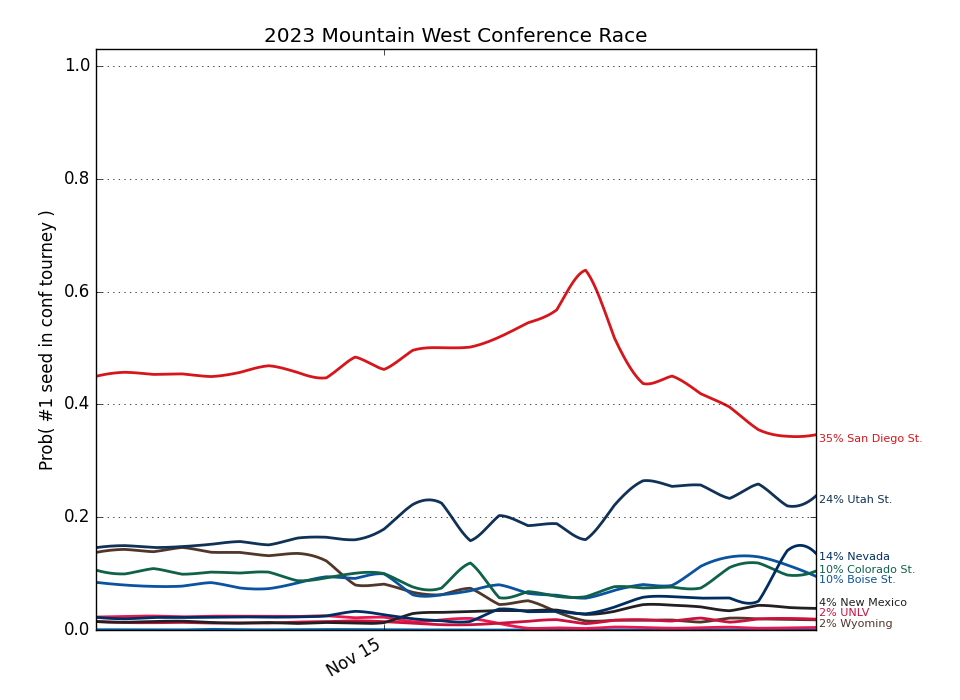 2023 Mountain West Conference Race
1.0
0.8
0.6
0.4
0.2
0.0
Prob( #1 seed in conf tourney )
Nov 15
35% San Diego St.
24% Utah St.
14% Nevada
10% Colorado St.
10% Boise St.
4% New Mexico
2% UNLV
2% Wyoming